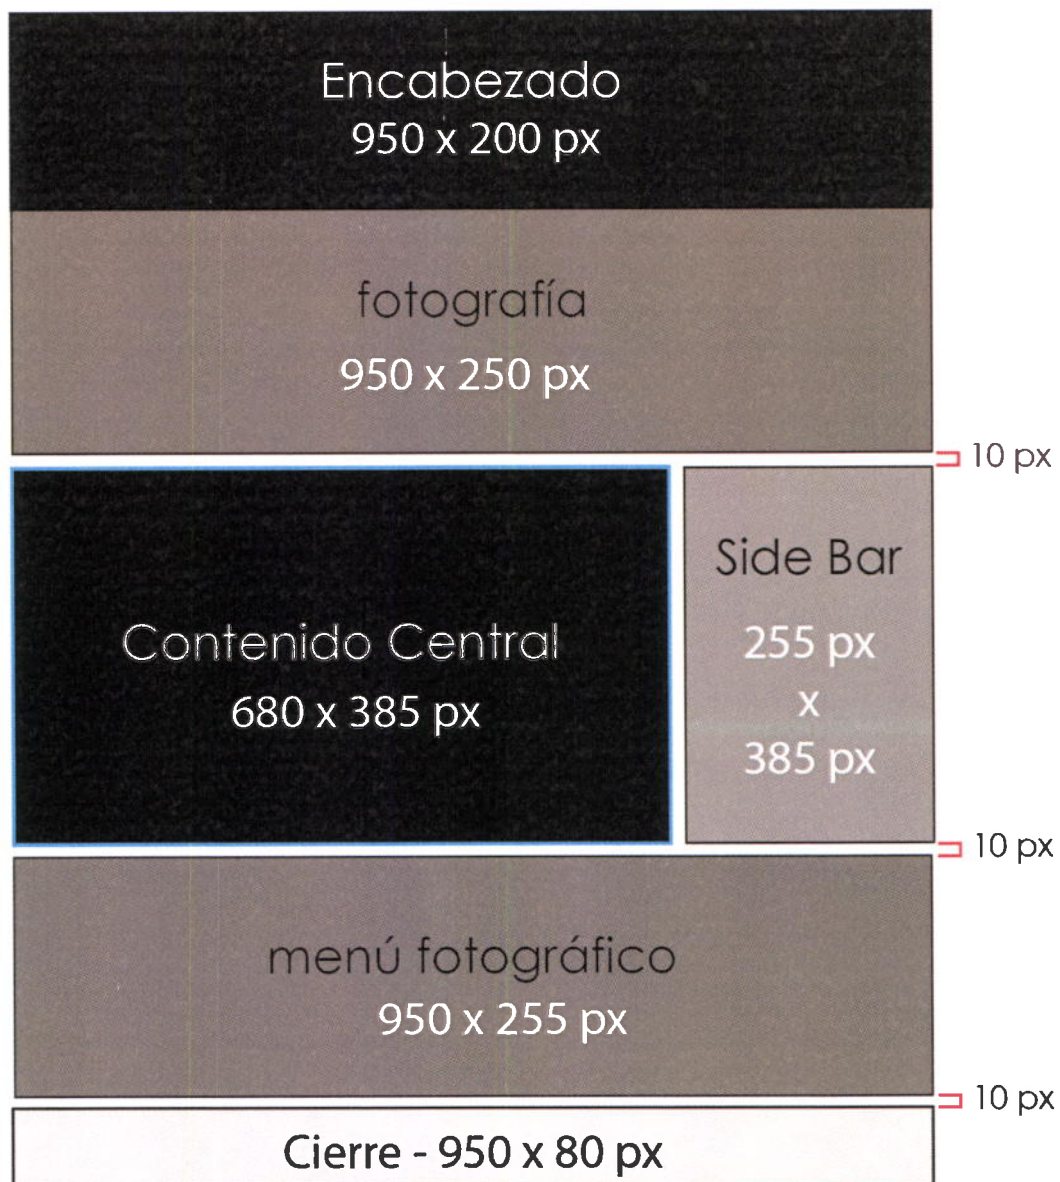 Encabezado
950 x 200 px
fotografía
950 x 250 px
10 px
Contenido Central
680 x 385 px
Side Bar
255 px
x
385 px
10 px
menú fotográfico
950 x 255 px
10 px
Cierre - 950 x 80 px